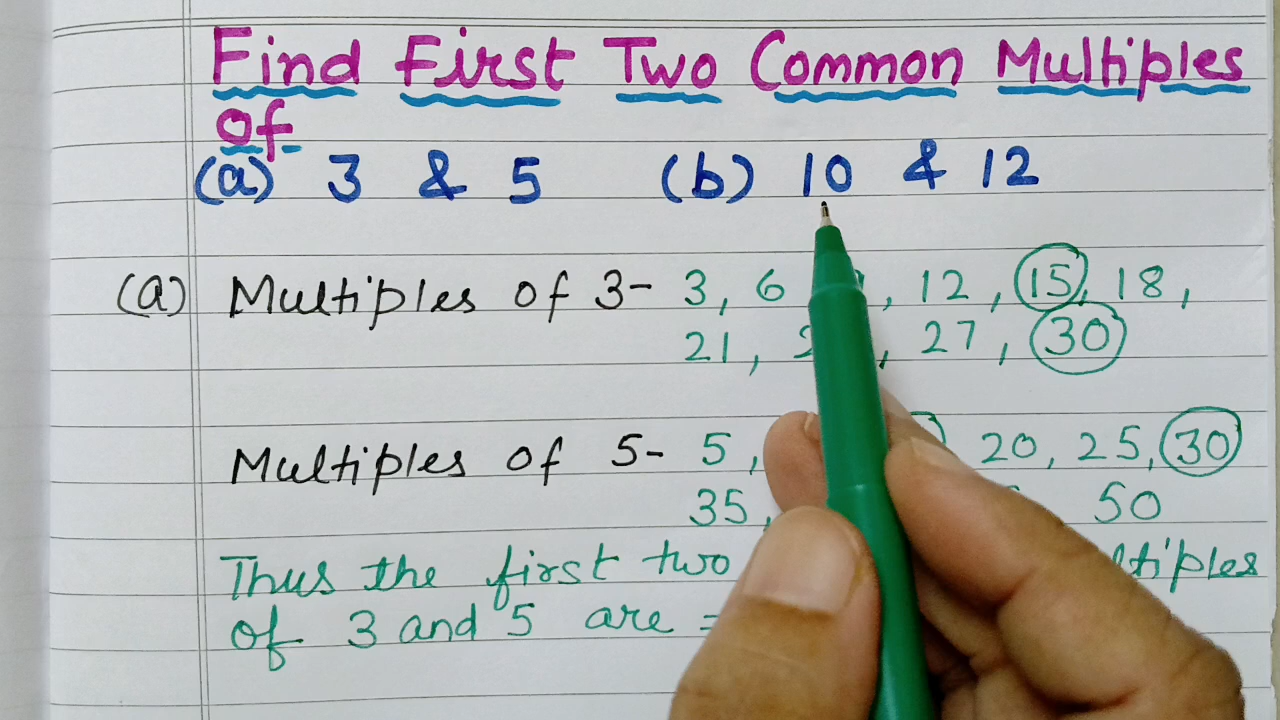 Find First Two Common Multiples
of
(a) 3 & 5 (b) 10 & 12
(a) Multiples of 3- 3, 6 , 12, 15, 18,
21, , 27, 30
Multiples of 5- 5, 20, 25, 30
35, 50
Thus the first two
of 3 and 5 are =